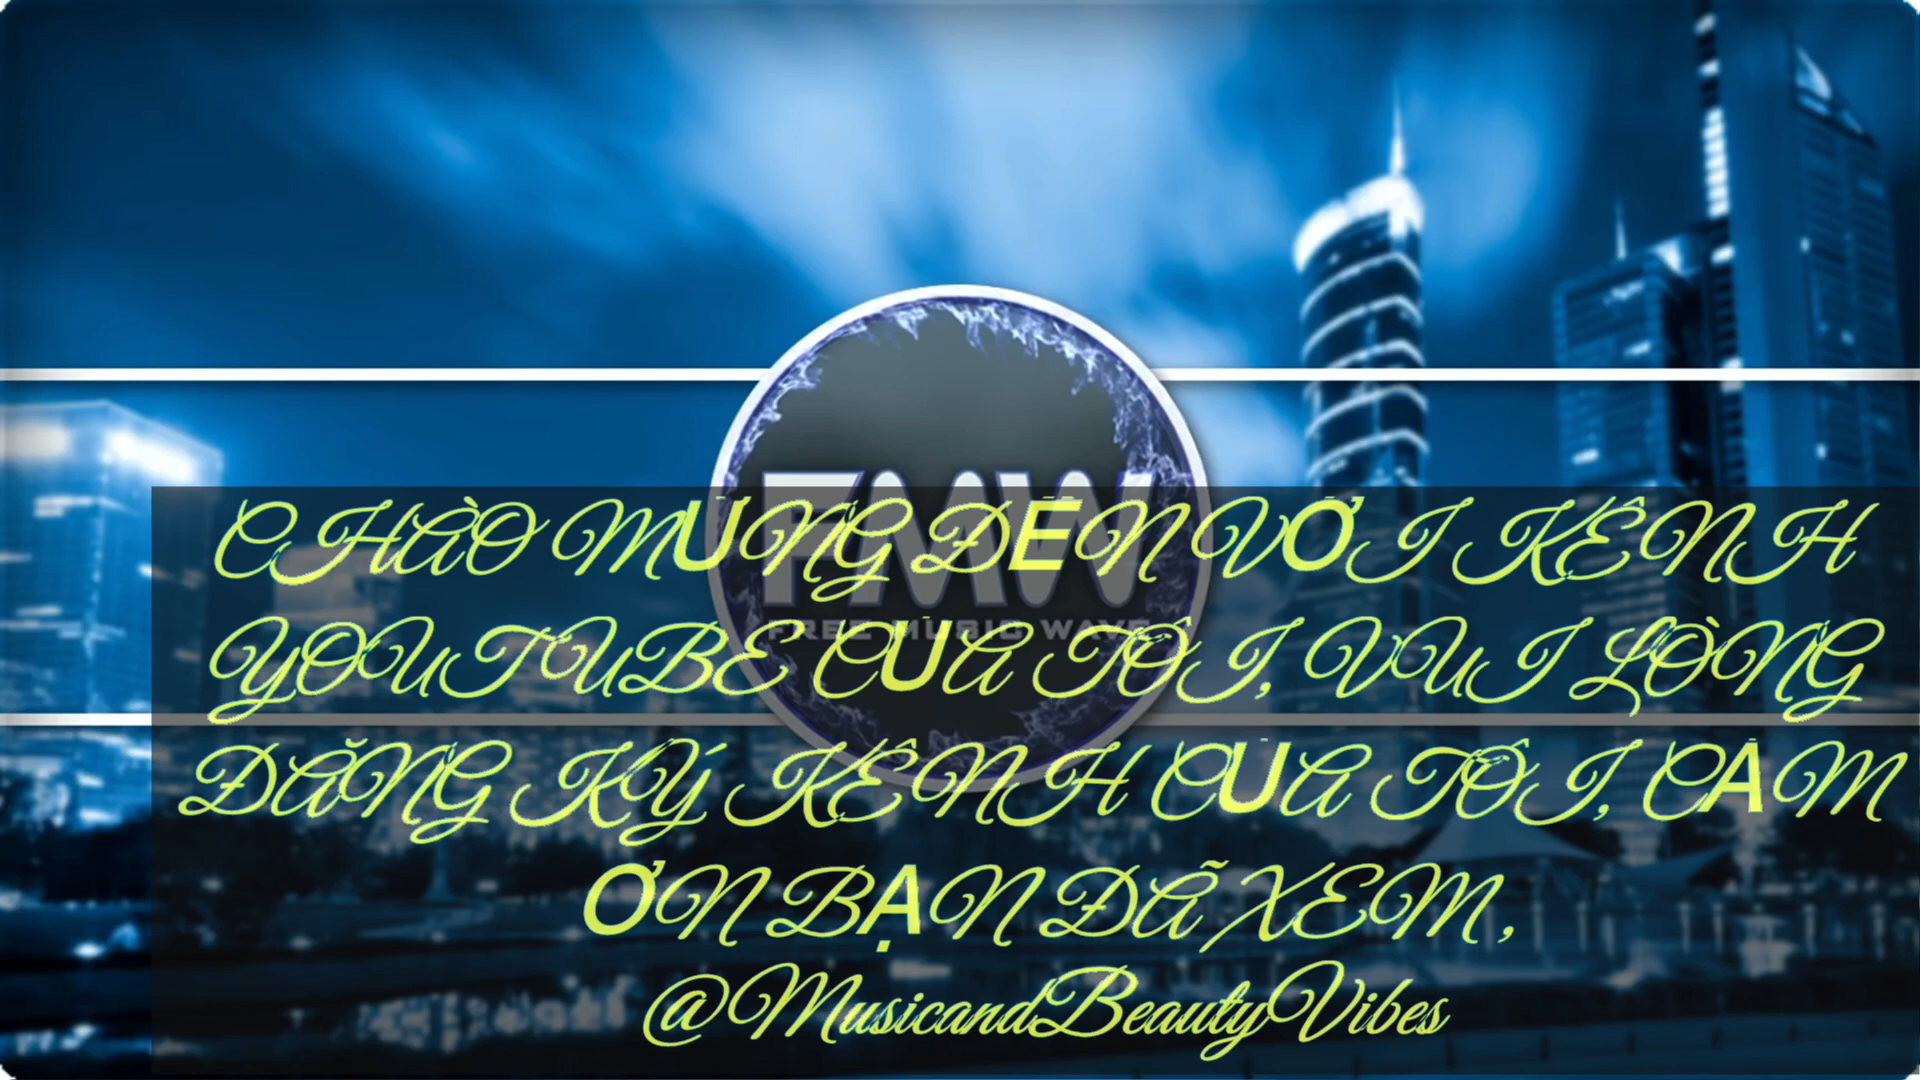 FMW
FREE MUSIC WAVE
CHÀO MỪNG ĐẾN VỚI KÊNH
YOUTUBE CỦA TÔI, VUI LÒNG
ĐĂNG KÝ KÊNH CỦA TÔI, CẢM
ƠN BẠN ĐÃ XEM ,
@MusicandBeautyVibes